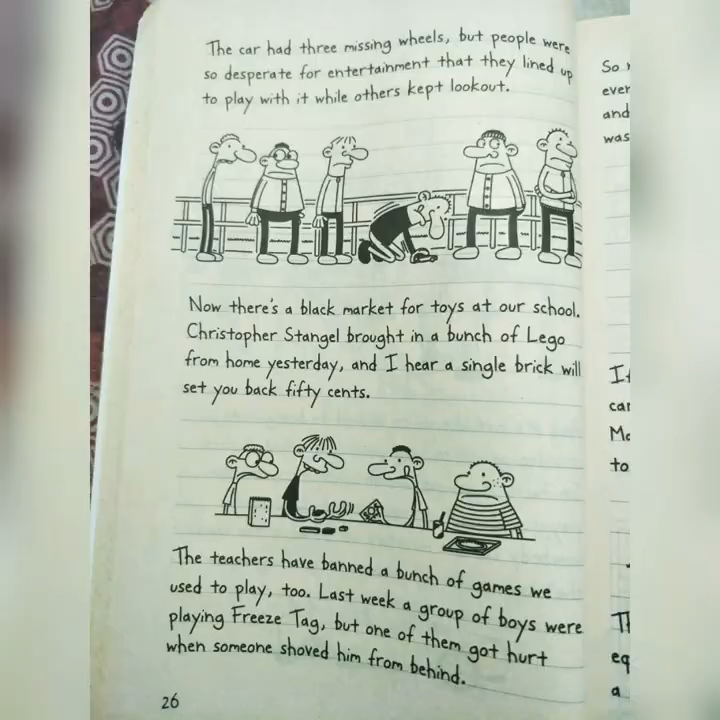 The car had three missing wheels, but people were
so desperate for entertainment that they lined up
to play with it while others kept lookout.
Now there's a black market for toys at our school.
Christopher Stangel brought in a bunch of Lego
from home yesterday, and I hear a single brick will
set you back fifty cents.
The teachers have banned a bunch of games we
used to play, too. Last week a group of boys were
playing Freeze Tag, but one of them got hurt
when someone shoved him from behind.
26
So
and
was
to
a